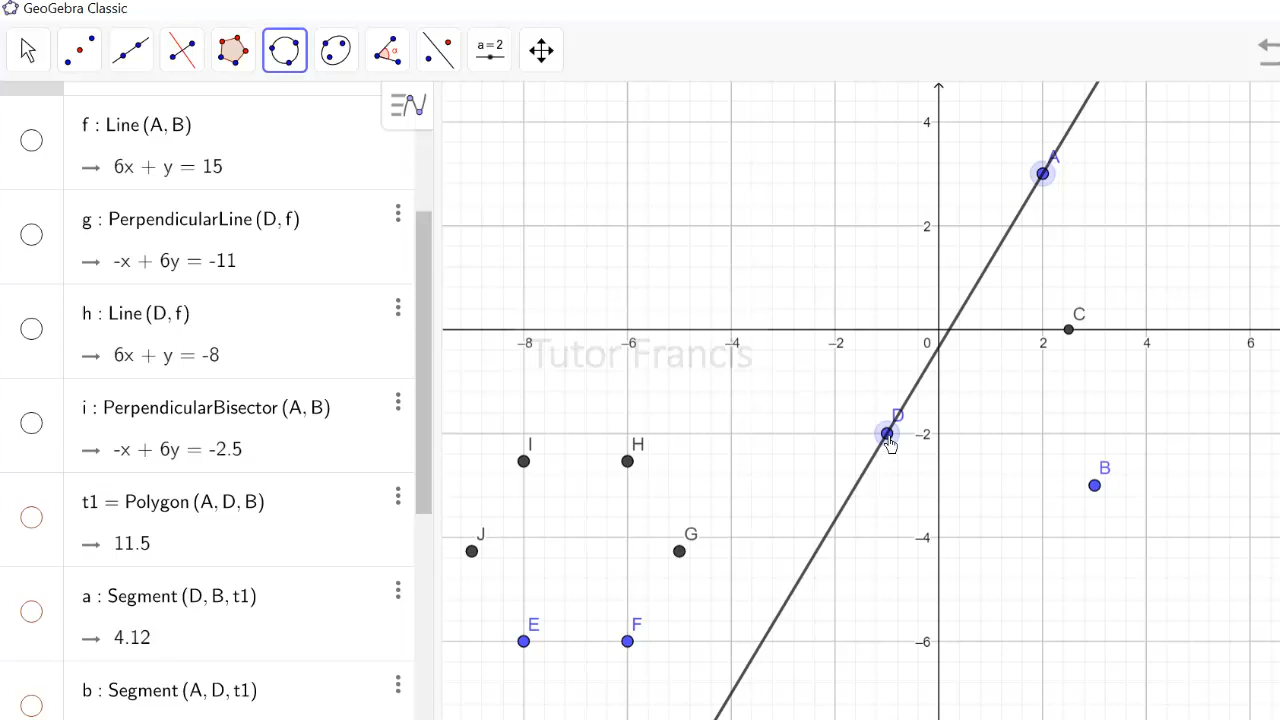 GeoGebra Classic
α
a=2
f : Line (A, B)
→ 6x + y = 15
g : PerpendicularLine (D, f)
→ -x + 6y = -11
h : Line (D, f)
→ 6x + y = -8
i : PerpendicularBisector (A, B)
→ -x + 6y = -2.5
t1 = Polygon (A, D, B)
→ 11.5
a : Segment (D, B, t1)
→ 4.12
b : Segment (A, D, t1)
4
A
2
C
−8 −6 −4 −2 0 2 4 6
Tutor Francis
D
−2
I H
B
J G
−4
E F
−6